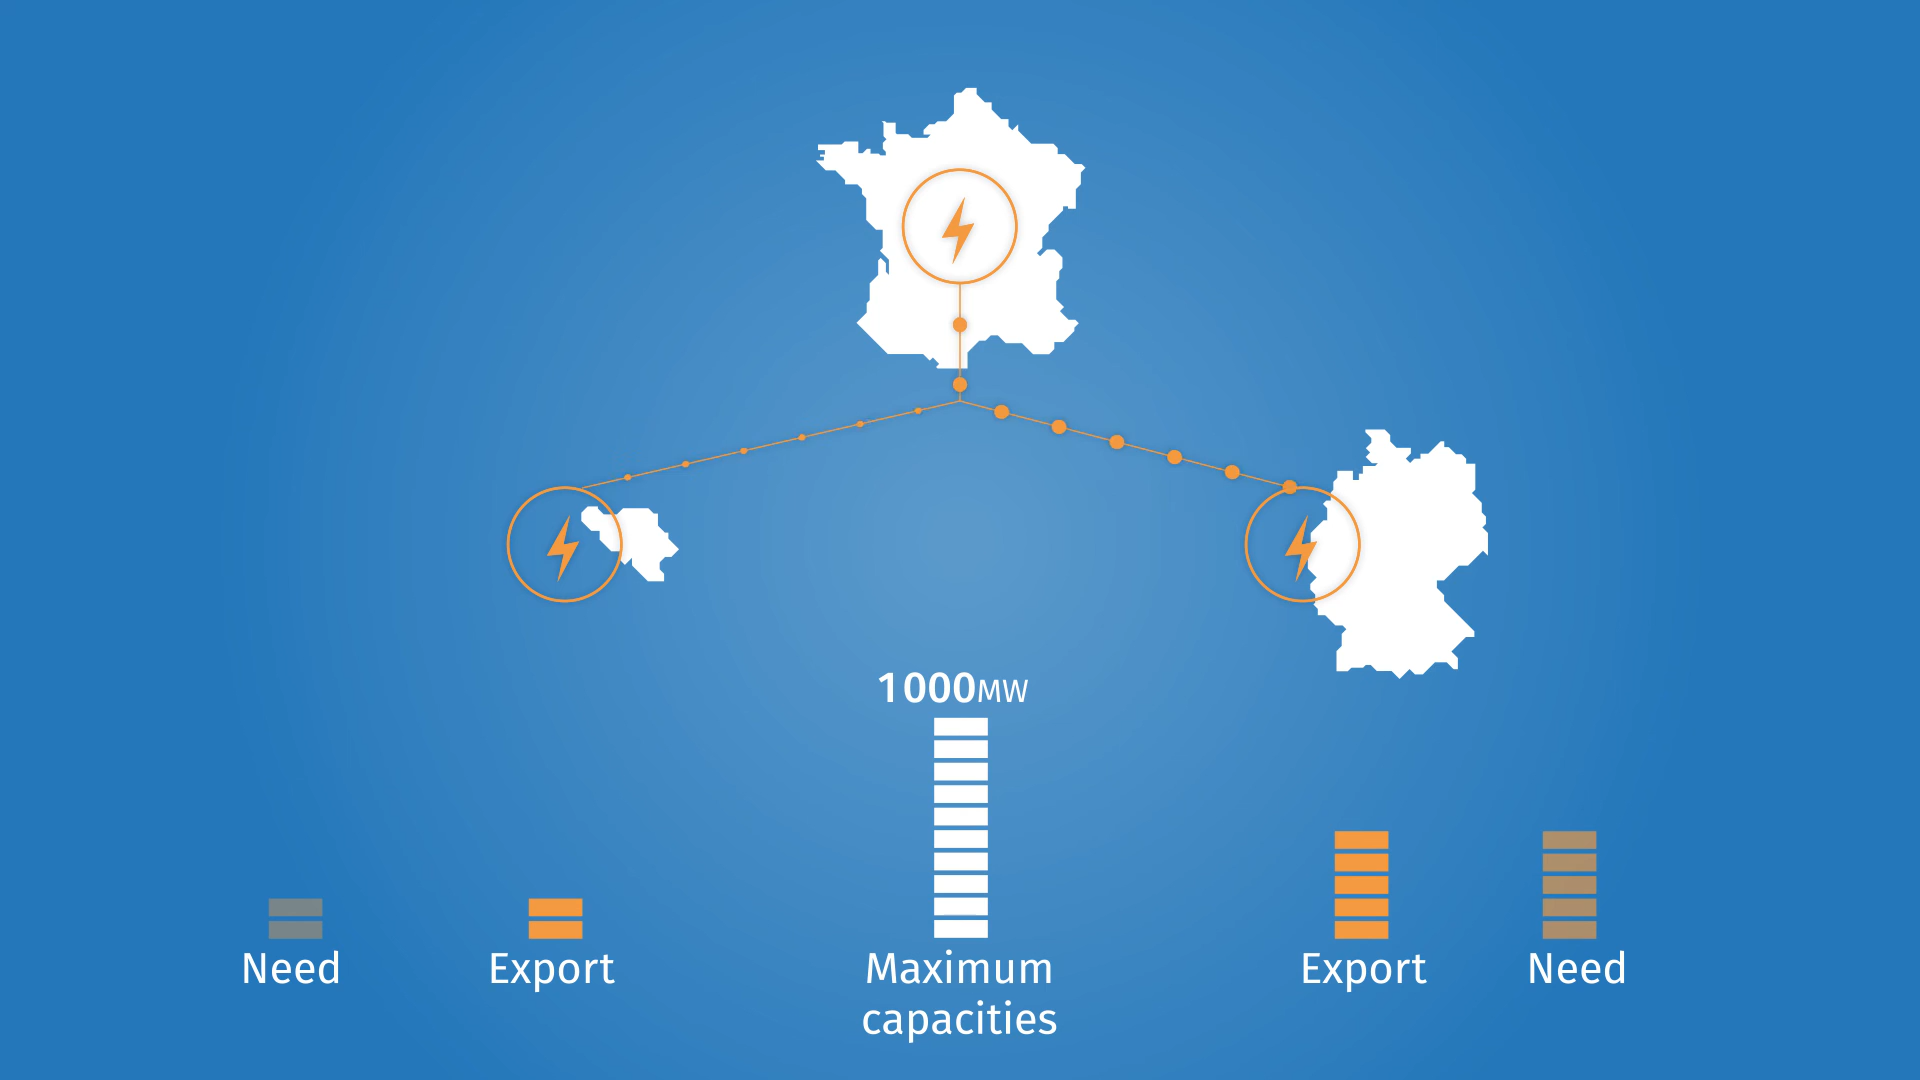 1000MW
Need
Export
Maximum
capacities
Export
Need